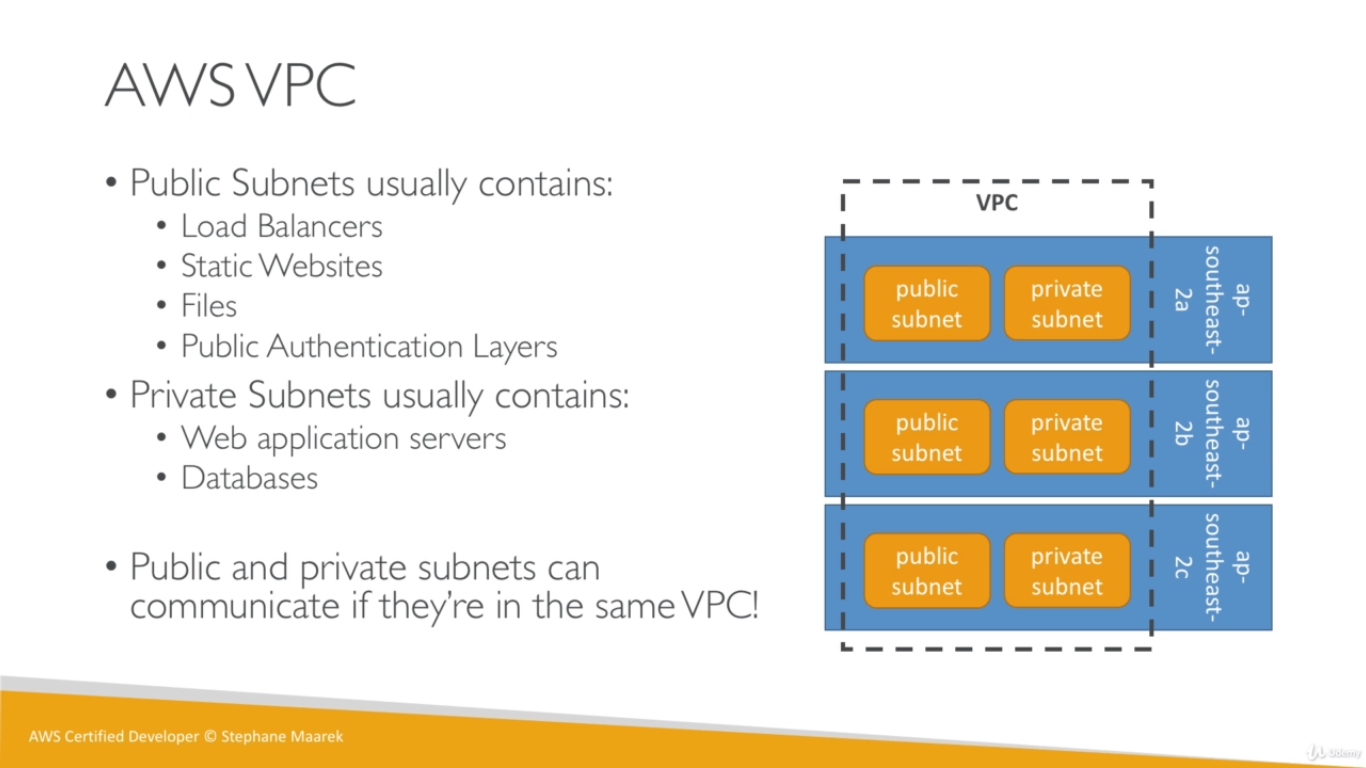 AWS VPC
• Public Subnets usually contains:
• Load Balancers
• Static Websites
• Files
• Public Authentication Layers
• Private Subnets usually contains:
• Web application servers
• Databases
• Public and private subnets can
communicate if they're in the same VPC!
VPC
public
subnet
private
subnet
ap-
southeast-
2a
public
subnet
private
subnet
ap-
southeast-
2b
public
subnet
private
subnet
ap-
southeast-
2c
AWS Certified Developer © Stephane Maarek
Udemy